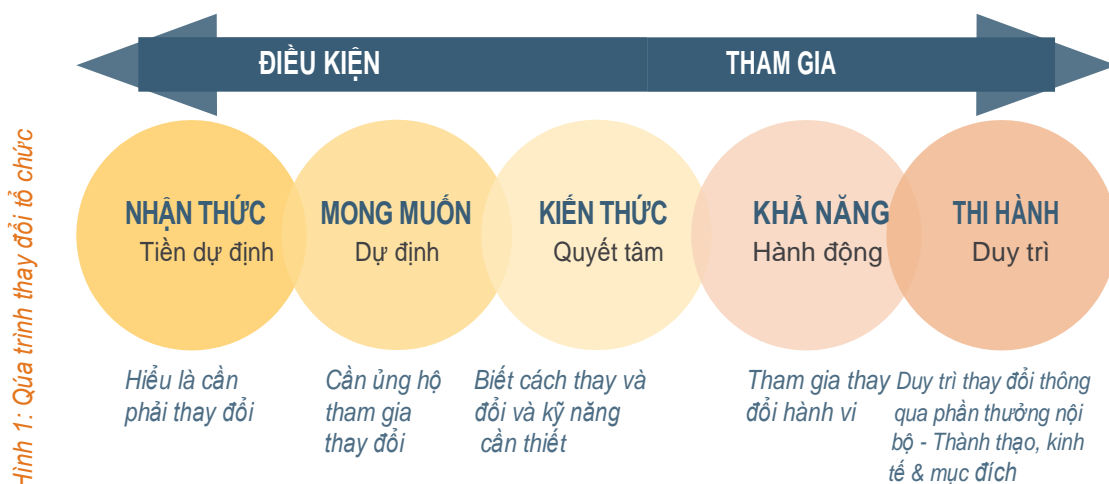 ĐIỀU KIỆN
THAM GIA
Hình 1: Qúa trình thay đổi tổ chức
NHẬN THỨC
Tiền dự định
MONG MUỐN
Dự định
KIẾN THỨC
Quyết tâm
KHẢ NĂNG
Hành động
THI HÀNH
Duy trì
Hiểu là cần
phải thay đổi
Cần ủng hộ
tham gia
thay đổi
Biết cách thay và
đổi và kỹ năng
cần thiết
Tham gia thay
đổi hành vi
Duy trì thay đổi thông
qua phần thưởng nội
bộ - Thành thạo, kinh
tế & mục đích